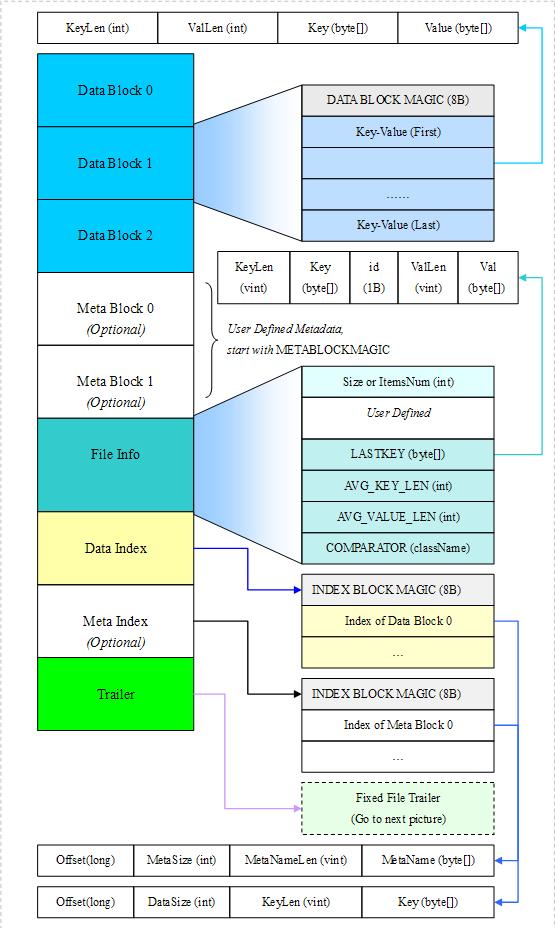 KeyLen (int) ValLen (int) Key (byte[]) Value (byte[])
Data Block 0
DATA BLOCK MAGIC (8B)
Key-Value (First)
Data Block 1
......
Key-Value (Last)
Data Block 2
KeyLen (vint)
Key (byte[])
id (1B)
ValLen (vint)
Val (byte[])
Meta Block 0
(Optional)
User Defined Metadata,
start with METABLOCKMAGIC
Meta Block 1
(Optional)
Size or ItemsNum (int)
User Defined
File Info
LASTKEY (byte[])
AVG_KEY_LEN (int)
AVG_VALUE_LEN (int)
COMPARATOR (className)
Data Index
INDEX BLOCK MAGIC (8B)
Index of Data Block 0
...
Meta Index
(Optional)
INDEX BLOCK MAGIC (8B)
Index of Meta Block 0
...
Trailer
Fixed File Trailer
(Go to next picture)
Offset(long) MetaSize (int) MetaNameLen (vint) MetaName (byte[])
Offset(long) DataSize (int) KeyLen (vint) Key (byte[])